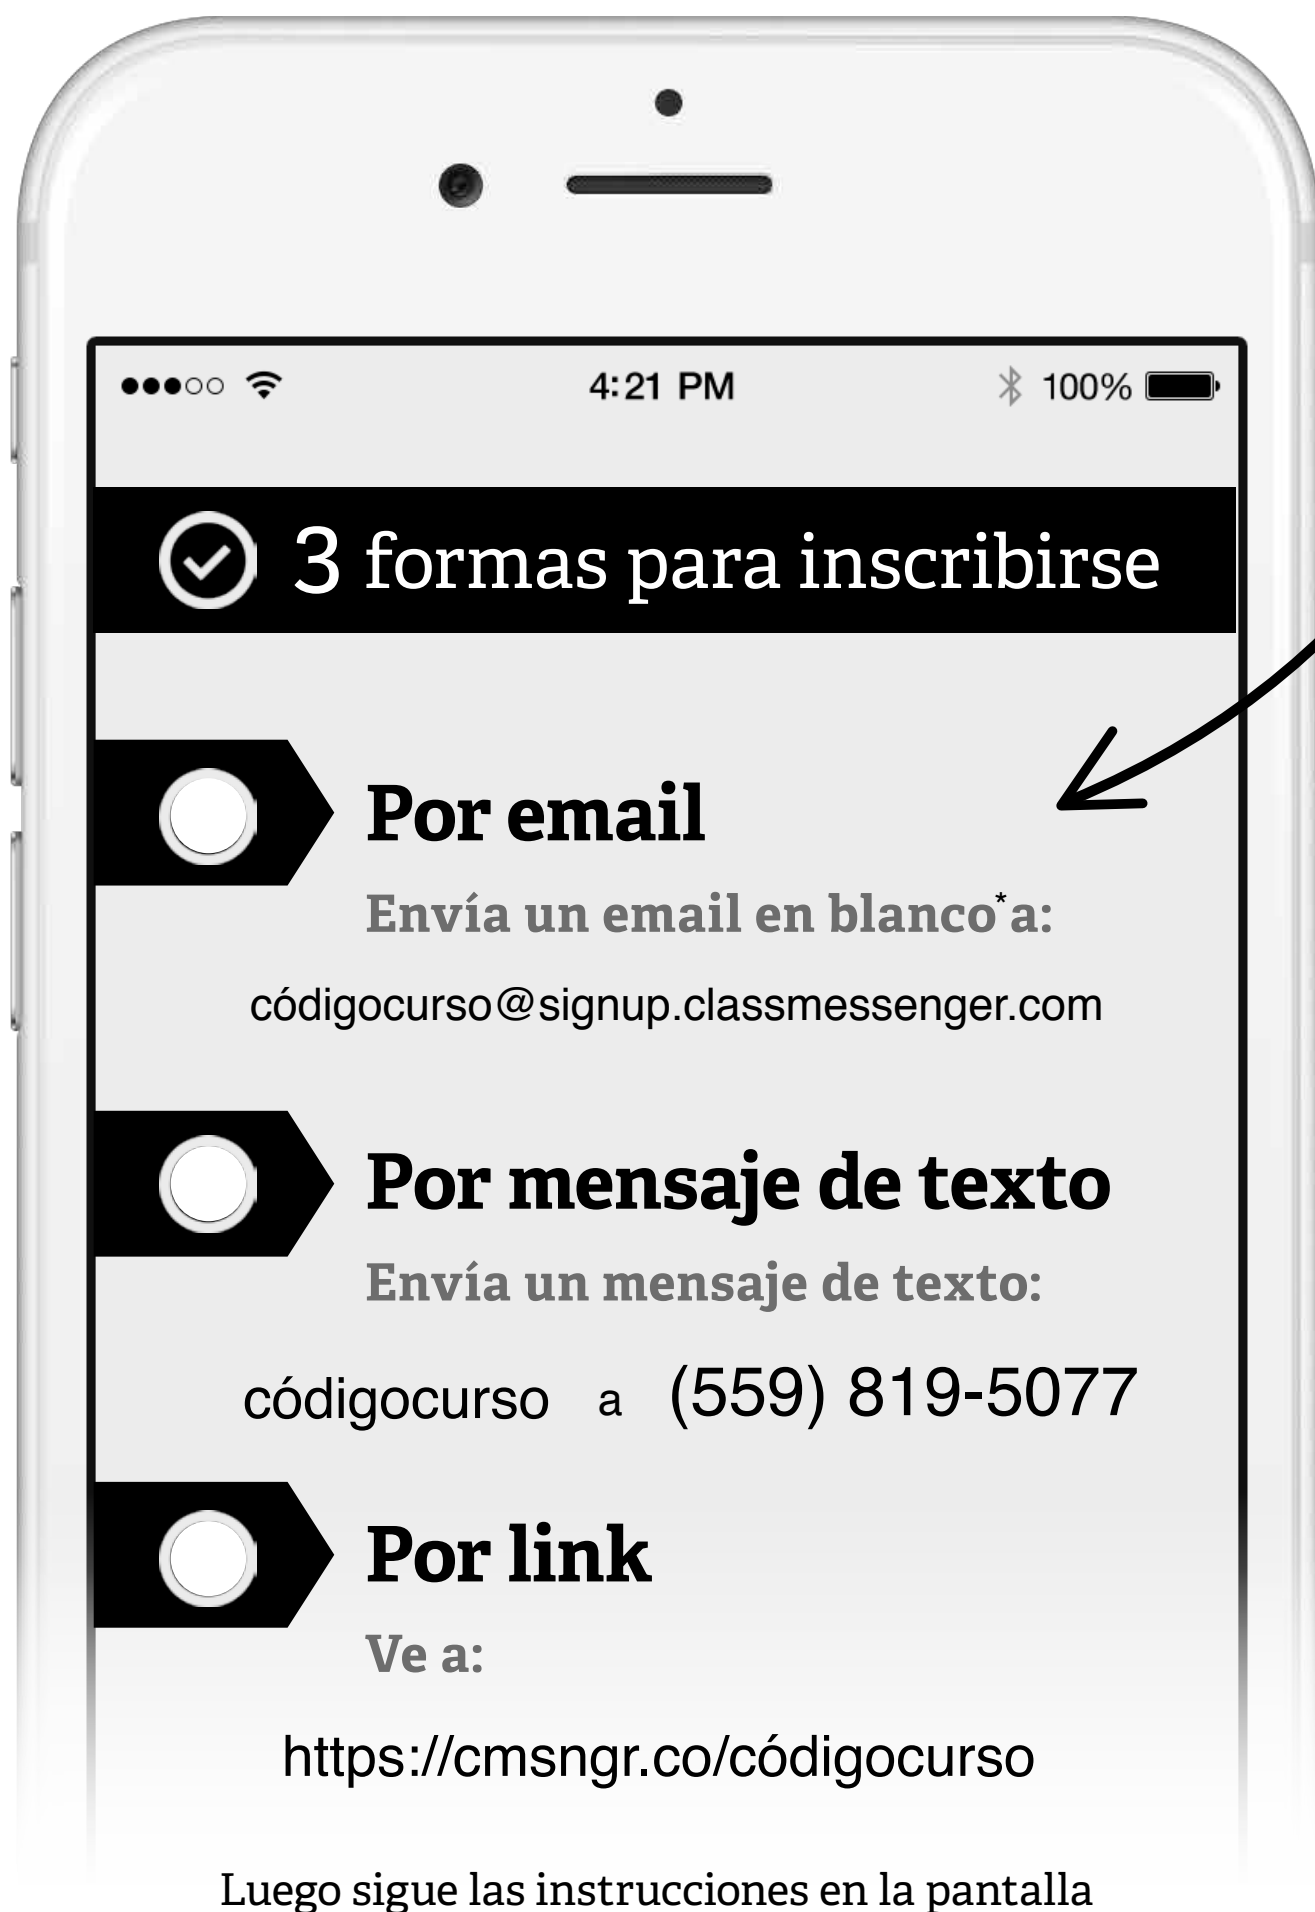 4:21 PM 100%
3 formas para inscribirse
Por email
Envía un email en blanco* a:
códigocurso@signup.classmessenger.com
Por mensaje de texto
Envía un mensaje de texto:
códigocurso a (559) 819-5077
Por link
Ve a:
https://cmsngr.co/códigocurso
Luego sigue las instrucciones en la pantalla